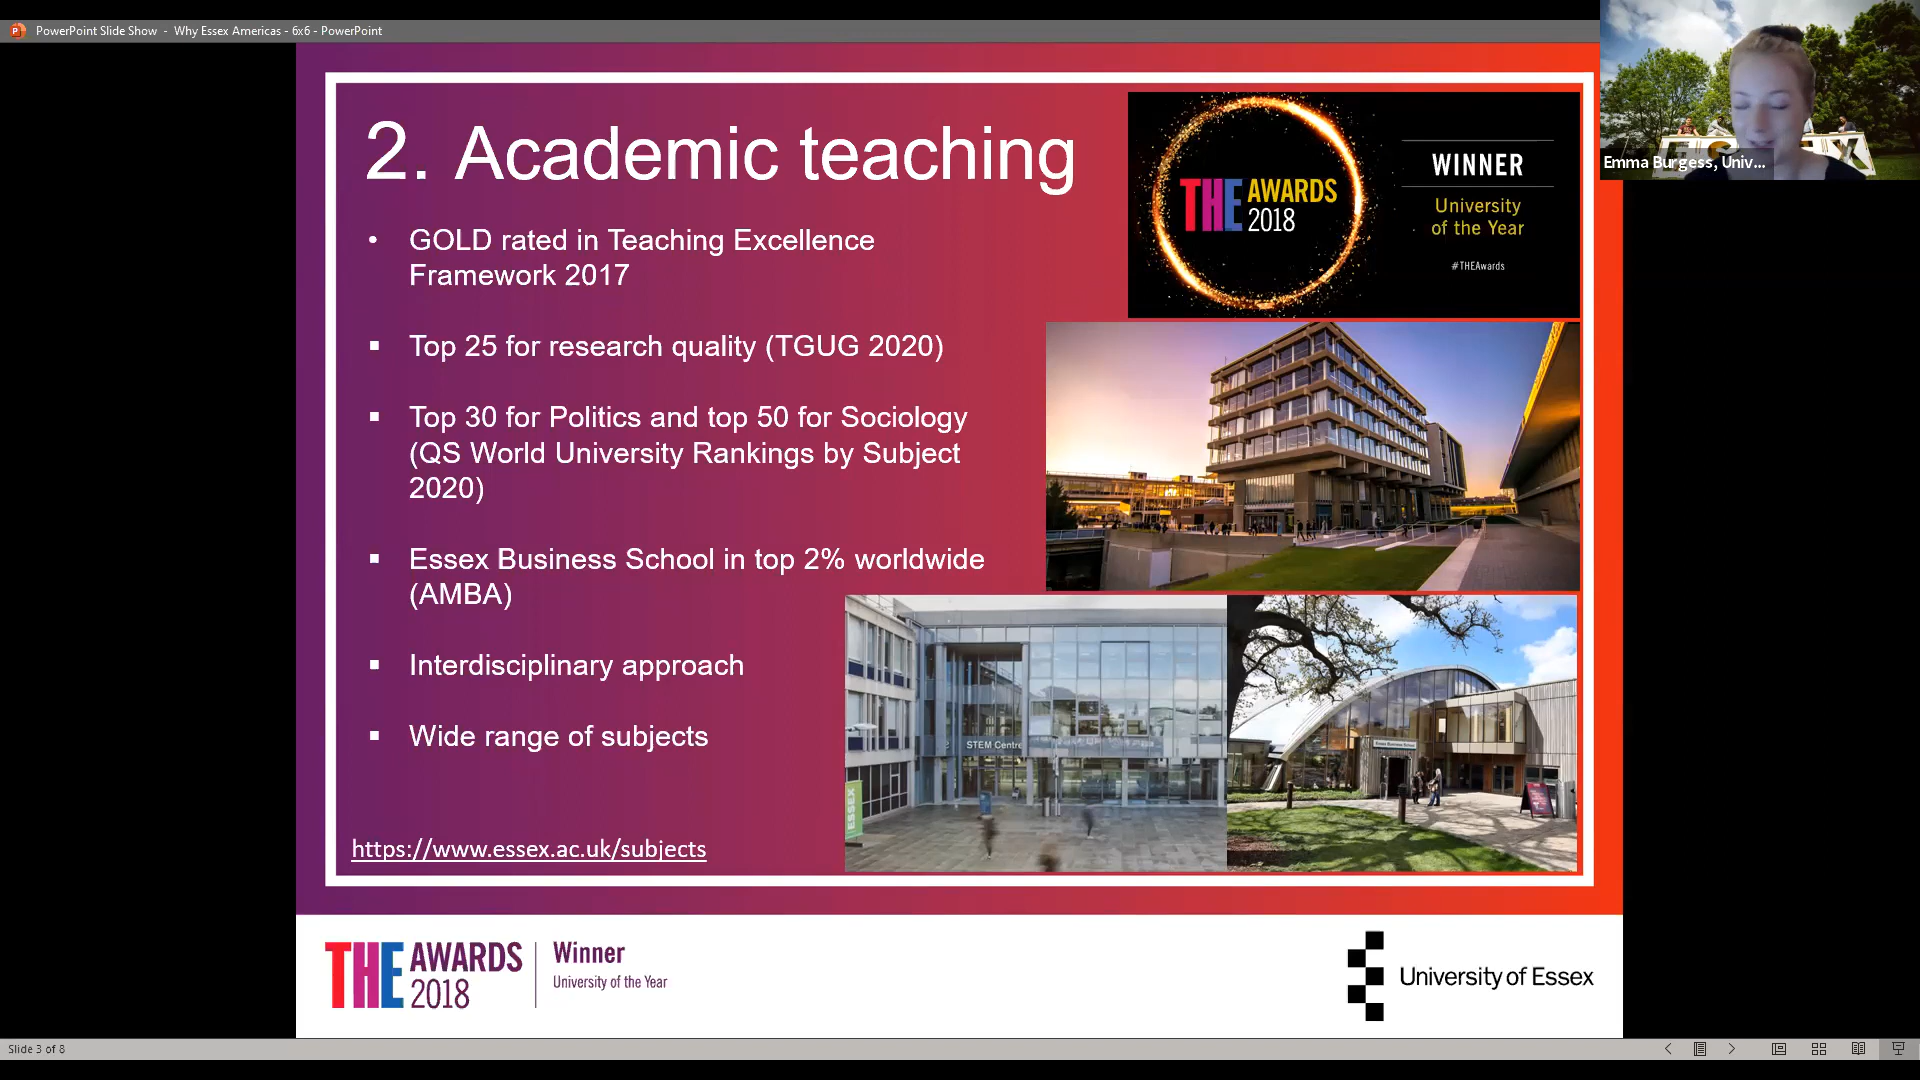 PowerPoint Slide Show - Why Essex Americas - 6x6 - PowerPoint
Emma Burgess, Univ...
2. Academic teaching
• GOLD rated in Teaching Excellence
Framework 2017
▪ Top 25 for research quality (TGUG 2020)
▪ Top 30 for Politics and top 50 for Sociology
(QS World University Rankings by Subject
2020)
▪ Essex Business School in top 2% worldwide
(AMBA)
▪ Interdisciplinary approach
▪ Wide range of subjects
https://www.essex.ac.uk/subjects
THE AWARDS
2018
WINNER
University
of the Year
#THEAwards
STEM Centre
ESSEX
Essex Business School
THE AWARDS
2018
Winner
University of the Year
University of Essex
Slide 3 of 8